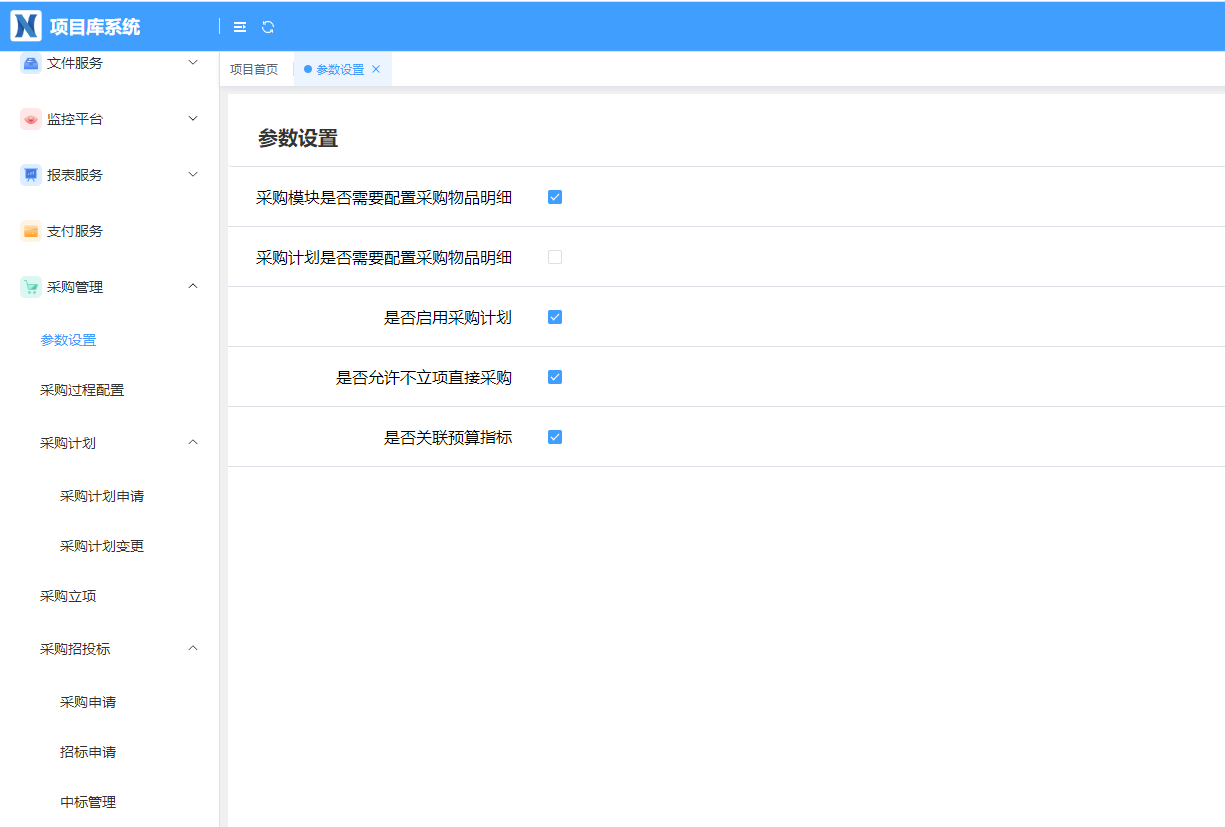 项目库系统
文件服务
监控平台
报表服务
支付服务
采购管理
参数设置
采购过程配置
采购计划
采购计划申请
采购计划变更
采购立项
采购招投标
采购申请
招标申请
中标管理
项目首页
参数设置
参数设置
采购模块是否需要配置采购物品明细
采购计划是否需要配置采购物品明细
是否启用采购计划
是否允许不立项直接采购
是否关联预算指标